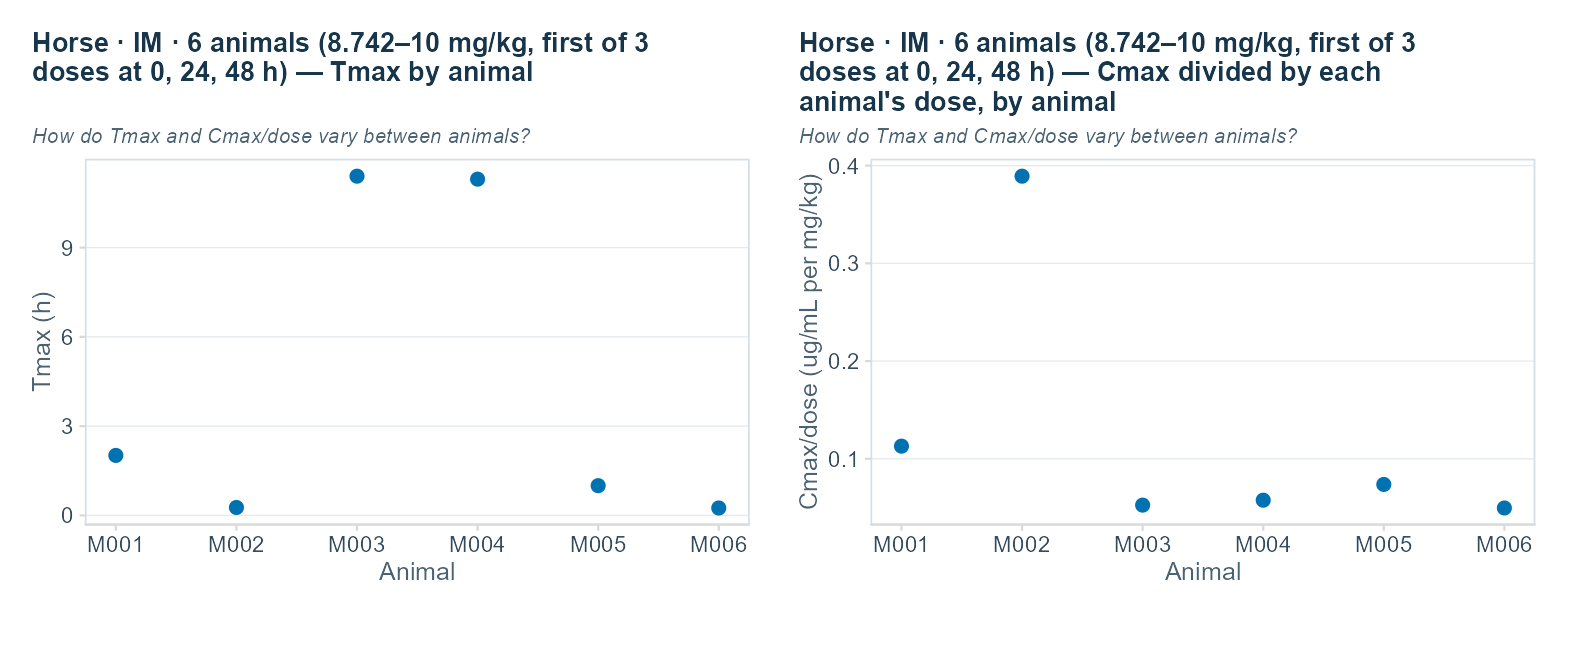 Horse · IM · 6 animals (8.742–10 mg/kg, first of 3
doses at 0, 24, 48 h) — Tmax by animal
How do Tmax and Cmax/dose vary between animals?
Tmax (h)
9
6
3
0
M001 M002 M003 M004 M005 M006
Animal
Horse · IM · 6 animals (8.742–10 mg/kg, first of 3
doses at 0, 24, 48 h) — Cmax divided by each
animal's dose, by animal
How do Tmax and Cmax/dose vary between animals?
Cmax/dose (ug/mL per mg/kg)
0.4
0.3
0.2
0.1
M001 M002 M003 M004 M005 M006
Animal